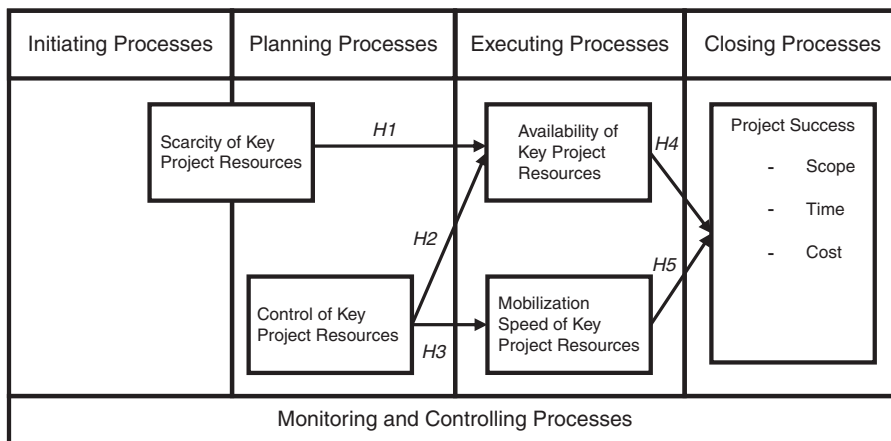 Initiating Processes
Planning Processes
Executing Processes
Closing Processes
Scarcity of Key
Project Resources
H1
Availability of
Key Project
Resources
H4
Project Success
- Scope
- Time
- Cost
H2
Control of Key
Project Resources
H3
Mobilization
Speed of Key
Project Resources
H5
Monitoring and Controlling Processes